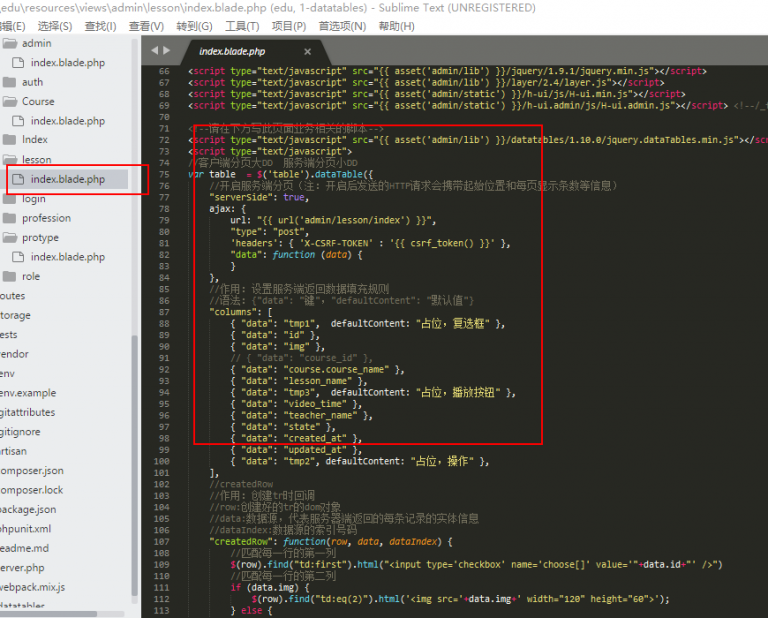 .edu\resources\views\admin\lesson\index.blade.php (edu, 1-datatables) - Sublime Text (UNREGISTERED)
编辑(E) 选择(S) 查找(I) 查看(V) 转到(G) 工具(T) 项目(P) 首选项(N) 帮助(H)
admin
index.blade.php
auth
Course
index.blade.php
Index
lesson
index.blade.php
login
profession
protype
index.blade.php
role
outes
torage
ests
vendor
env
env.example
gitattributes
gitignore
artisan
composer.json
composer.lock
package.json
phpunit.xml
readme.md
server.php
webpack.mix.js
datatables
index.blade.php ×
66 <script type="text/javascript" src="{{ asset('admin/lib') }}/jquery/1.9.1/jquery.min.js"></script>
67 <script type="text/javascript" src="{{ asset('admin/lib') }}/layer/2.4/layer.js"></script>
68 <script type="text/javascript" src="{{ asset('admin/static') }}/h-ui/js/H-ui.min.js"></script>
69 <script type="text/javascript" src="{{ asset('admin/static') }}/h-ui.admin/js/H-ui.admin.js"></script> <!--/_f
70
71 <!--请在下方写此页面业务相关的脚本-->
72 <script type="text/javascript" src="{{ asset('admin/lib') }}/datatables/1.10.0/jquery.dataTables.min.js"></sc
73 <script type="text/javascript">
74 //客户端分页大DD 服务端分页小DD
75 var table = $('table').dataTable({
76 //开启服务端分页（注：开启后发送的HTTP请求会携带起始位置和每页显示条数等信息）
77 "serverSide": true,
78 ajax: {
79 url: "{{ url('admin/lesson/index') }}",
80 "type": "post",
81 'headers': { 'X-CSRF-TOKEN' : '{{ csrf_token() }}' },
82 "data": function (data) {
83 }
84 },
85 //作用：设置服务端返回数据填充规则
86 //语法：{"data": "键", "defaultContent": "默认值"}
87 "columns": [
88 { "data": "tmp1", defaultContent: "占位，复选框" },
89 { "data": "id" },
90 { "data": "img" },
91 // { "data": "course_id" },
92 { "data": "course.course_name" },
93 { "data": "lesson_name" },
94 { "data": "tmp3", defaultContent: "占位，播放按钮" },
95 { "data": "video_time" },
96 { "data": "teacher_name" },
97 { "data": "state" },
98 { "data": "created_at" },
99 { "data": "updated_at" },
100 { "data": "tmp2", defaultContent: "占位，操作" },
101 ],
102 //createdRow
103 //作用：创建tr时回调
104 //row:创建好的tr的dom对象
105 //data:数据源，代表服务器端返回的每条记录的实体信息
106 //dataIndex:数据源的索引号码
107 "createdRow": function(row, data, dataIndex) {
108 //匹配每一行的第一列
109 $(row).find("td:first").html("<input type='checkbox' name='choose[]' value='"+data.id+"' />")
110 //匹配每一行的第二列
111 if (data.img) {
112 $(row).find("td:eq(2)").html('<img src='+data.img+' width="120" height="60">');
113 } else {